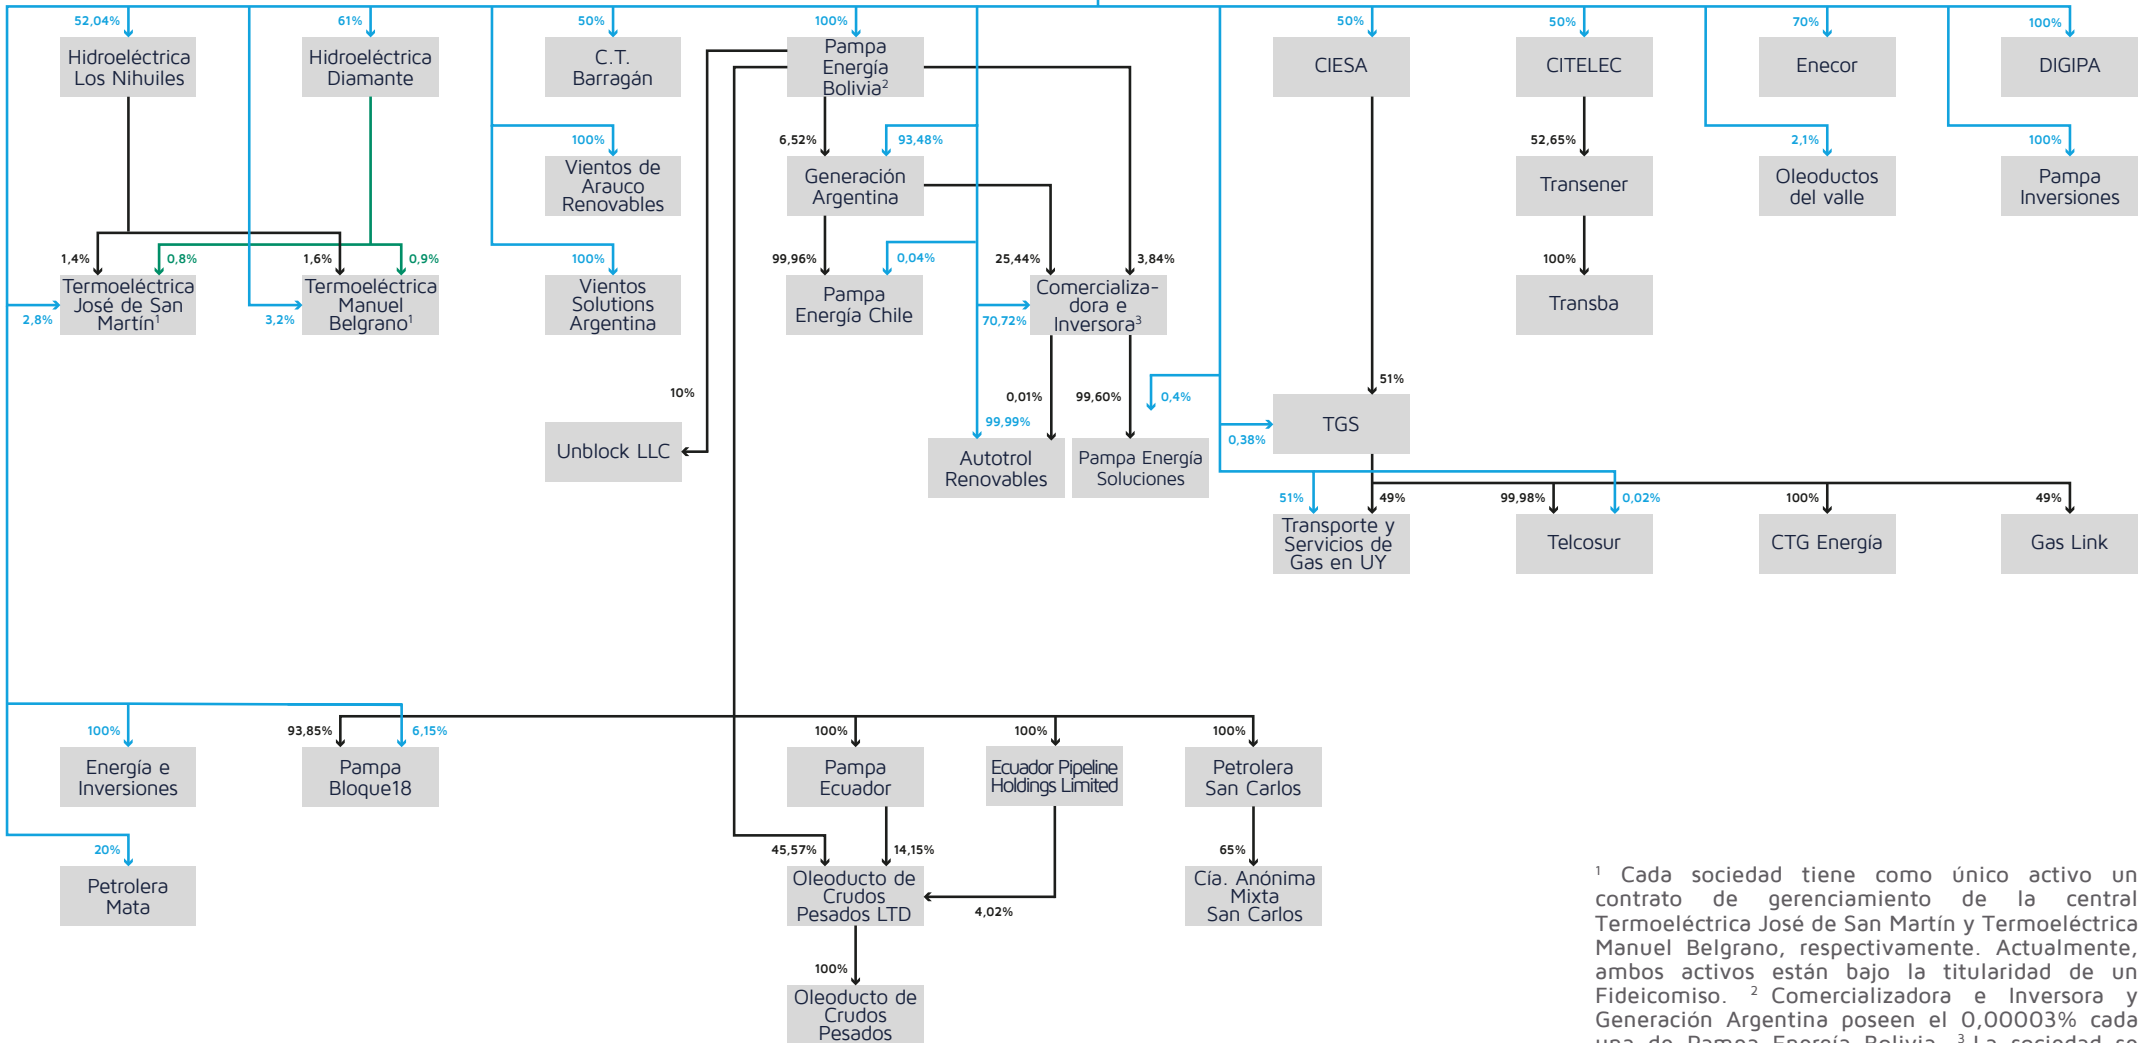 52,04%
61%
50%
100%
50%
50%
70%
100%
Hidroeléctrica
Los Nihuiles
Hidroeléctrica
Diamante
C.T.
Barragán
Pampa
Energía
Bolivia²
CIESA
CITELEC
Enecor
DIGIPA
100%
6,52%
93,48%
52,65%
2,1%
100%
Vientos de
Arauco
Renovables
Generación
Argentina
Transener
Oleoductos
del valle
Pampa
Inversiones
1,4%
0,8%
1,6%
0,9%
100%
99,96%
0,04%
25,44%
3,84%
100%
Termoeléctrica
José de San
Martín¹
Termoeléctrica
Manuel
Belgrano¹
Vientos
Solutions
Argentina
Pampa
Energía Chile
Comercializa-
dora e
Inversora³
Transba
2,8%
3,2%
70,72%
10%
0,01%
99,60%
0,4%
51%
99,99%
0,38%
Unblock LLC
Autotrol
Renovables
Pampa Energía
Soluciones
TGS
51%
49%
99,98%
0,02%
100%
49%
Transporte y
Servicios de
Gas en UY
Telcosur
CTG Energía
Gas Link
100%
93,85%
6,15%
100%
100%
100%
Energía e
Inversiones
Pampa
Bloque18
Pampa
Ecuador
Ecuador Pipeline
Holdings Limited
Petrolera
San Carlos
20%
45,57%
14,15%
65%
Petrolera
Mata
Oleoducto de
Crudos
Pesados LTD
4,02%
Cía. Anónima
Mixta
San Carlos
100%
Oleoducto de
Crudos
Pesados
¹ Cada sociedad tiene como único activo un
contrato de gerenciamiento de la central
Termoeléctrica José de San Martín y Termoeléctrica
Manuel Belgrano, respectivamente. Actualmente,
ambos activos están bajo la titularidad de un
Fideicomiso. ² Comercializadora e Inversora y
Generación Argentina poseen el 0,00003% cada
una de Pampa Energía Bolivia. ³ La sociedad se